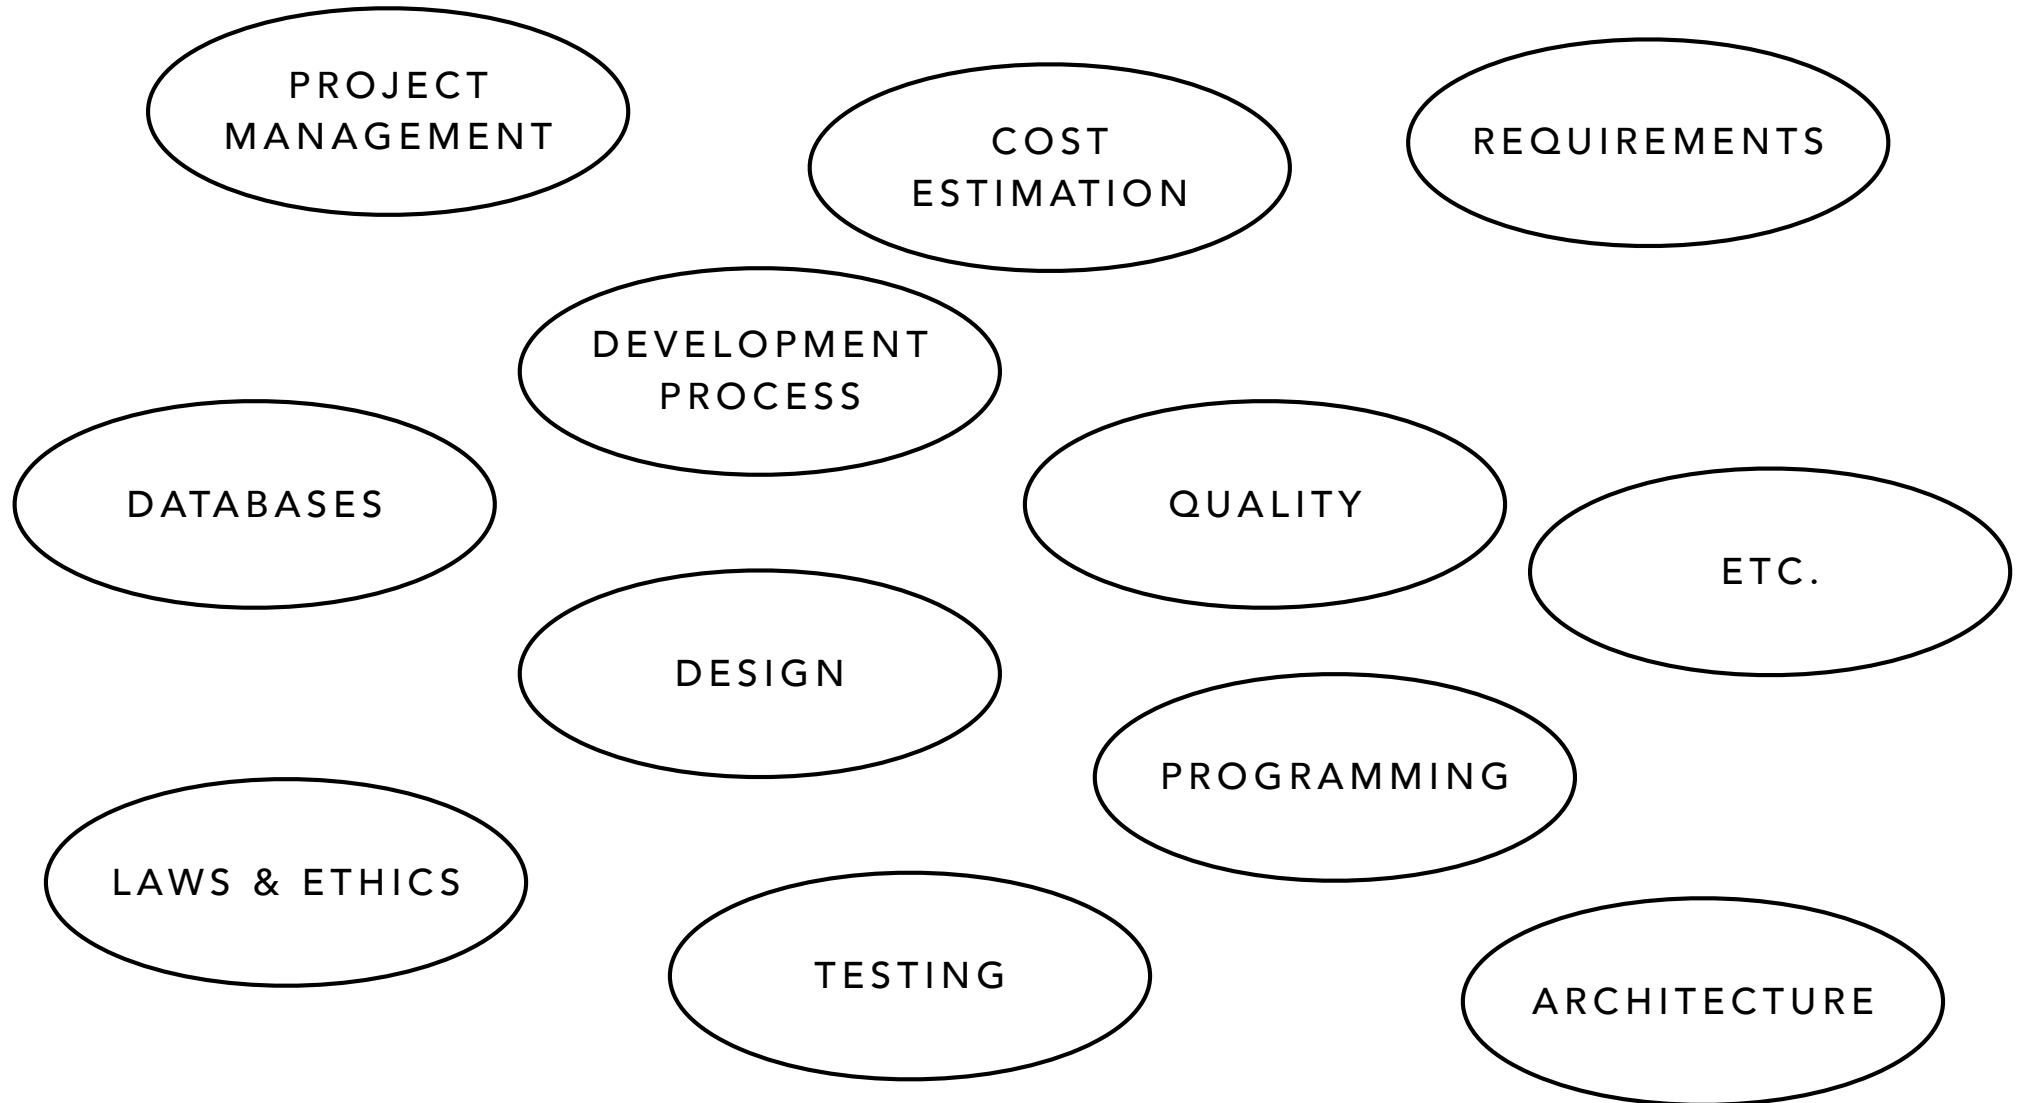 PROJECT
MANAGEMENT
COST
ESTIMATION
REQUIREMENTS
DEVELOPMENT
PROCESS
DATABASES
QUALITY
ETC.
DESIGN
PROGRAMMING
LAWS & ETHICS
TESTING
ARCHITECTURE